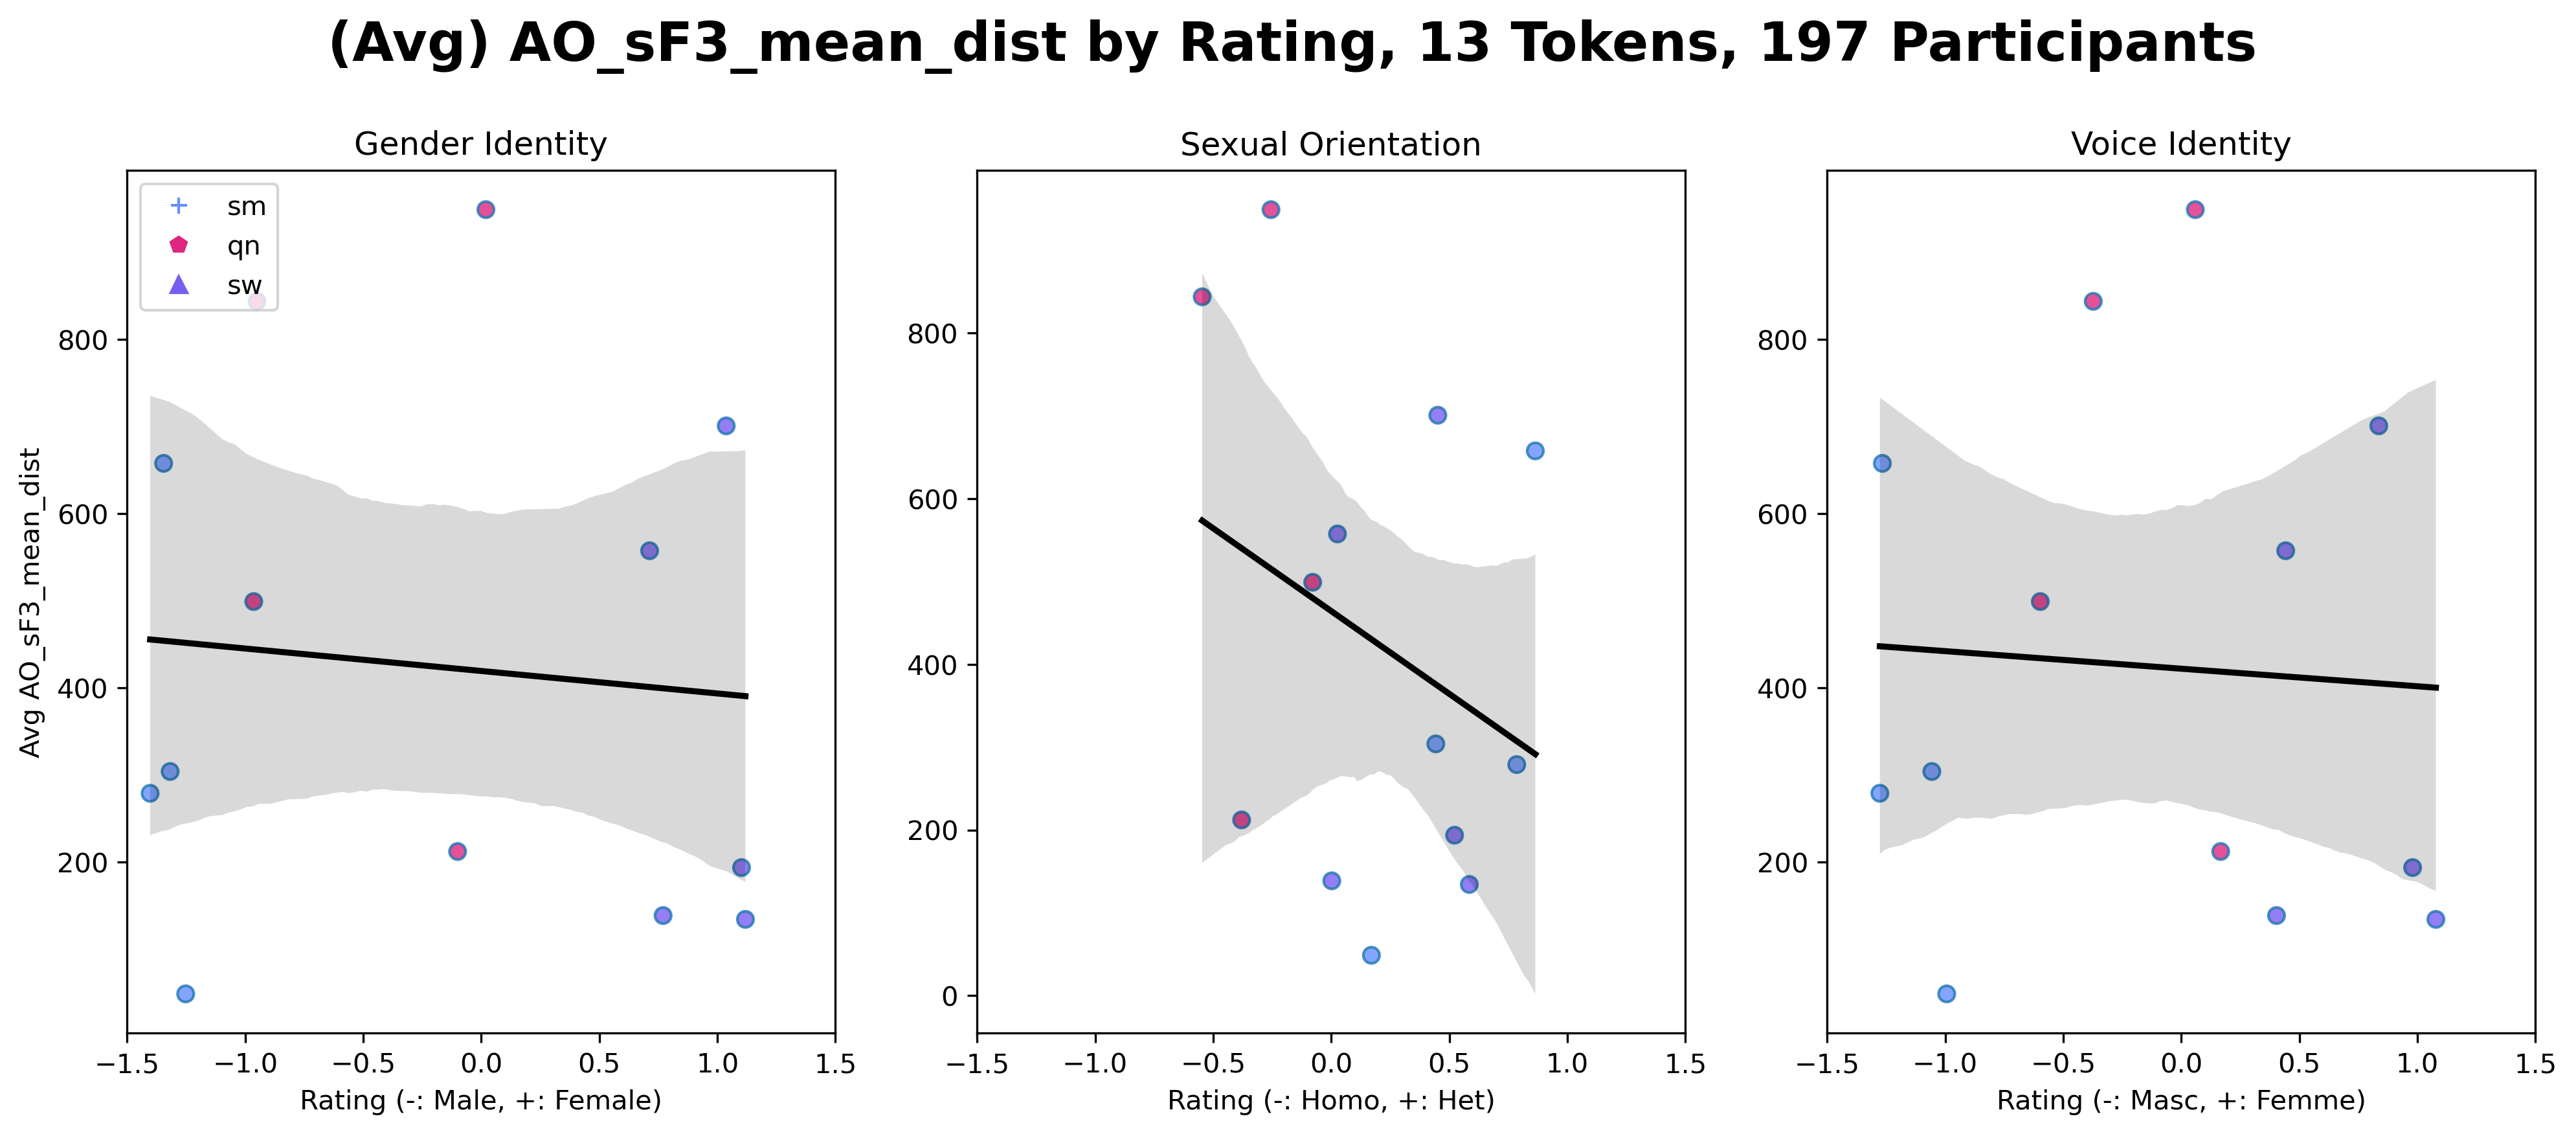 (Avg) AO_sF3_mean_dist by Rating, 13 Tokens, 197 Participants
Gender Identity
Sexual Orientation
Voice Identity
sm
qn
sw
Avg AO_sF3_mean_dist
800
600
400
200
800
600
400
200
0
800
600
400
200
−1.5 −1.0 −0.5 0.0 0.5 1.0 1.5
−1.5 −1.0 −0.5 0.0 0.5 1.0 1.5
−1.5 −1.0 −0.5 0.0 0.5 1.0 1.5
Rating (-: Male, +: Female)
Rating (-: Homo, +: Het)
Rating (-: Masc, +: Femme)